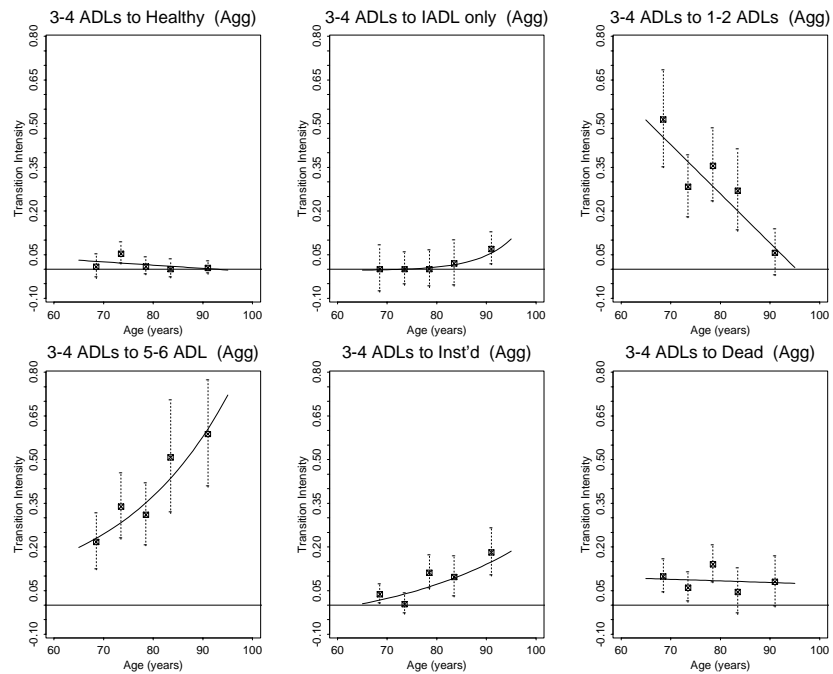 3-4 ADLs to Healthy (Agg)
Transition Intensity
-0.10 0.05 0.20 0.35 0.50 0.65 0.80
60 70 80 90 100
Age (years)
3-4 ADLs to IADL only (Agg)
Transition Intensity
-0.10 0.05 0.20 0.35 0.50 0.65 0.80
60 70 80 90 100
Age (years)
3-4 ADLs to 1-2 ADLs (Agg)
Transition Intensity
-0.10 0.05 0.20 0.35 0.50 0.65 0.80
60 70 80 90 100
Age (years)
3-4 ADLs to 5-6 ADL (Agg)
Transition Intensity
-0.10 0.05 0.20 0.35 0.50 0.65 0.80
60 70 80 90 100
Age (years)
3-4 ADLs to Inst'd (Agg)
Transition Intensity
-0.10 0.05 0.20 0.35 0.50 0.65 0.80
60 70 80 90 100
Age (years)
3-4 ADLs to Dead (Agg)
Transition Intensity
-0.10 0.05 0.20 0.35 0.50 0.65 0.80
60 70 80 90 100
Age (years)